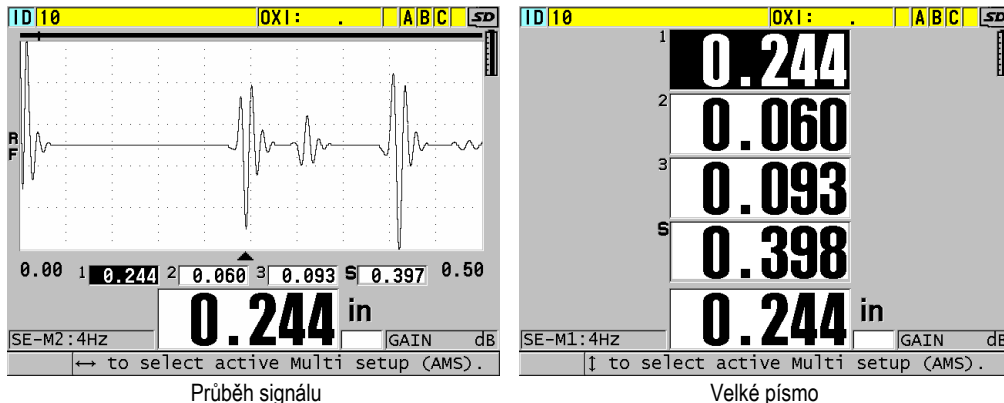 ID 10 OXI: . A B C SD
RF
0.00 1 0.244 2 0.060 3 0.093 S 0.397 0.50
0.244 in
SE-M2:4Hz GAIN dB
↔ to select active Multi setup (AMS).
Průběh signálu
ID 10 OXI: . A B C SD
1 0.244
2 0.060
3 0.093
S 0.398
0.244 in
SE-M1:4Hz GAIN dB
↕ to select active Multi setup (AMS).
Velké písmo